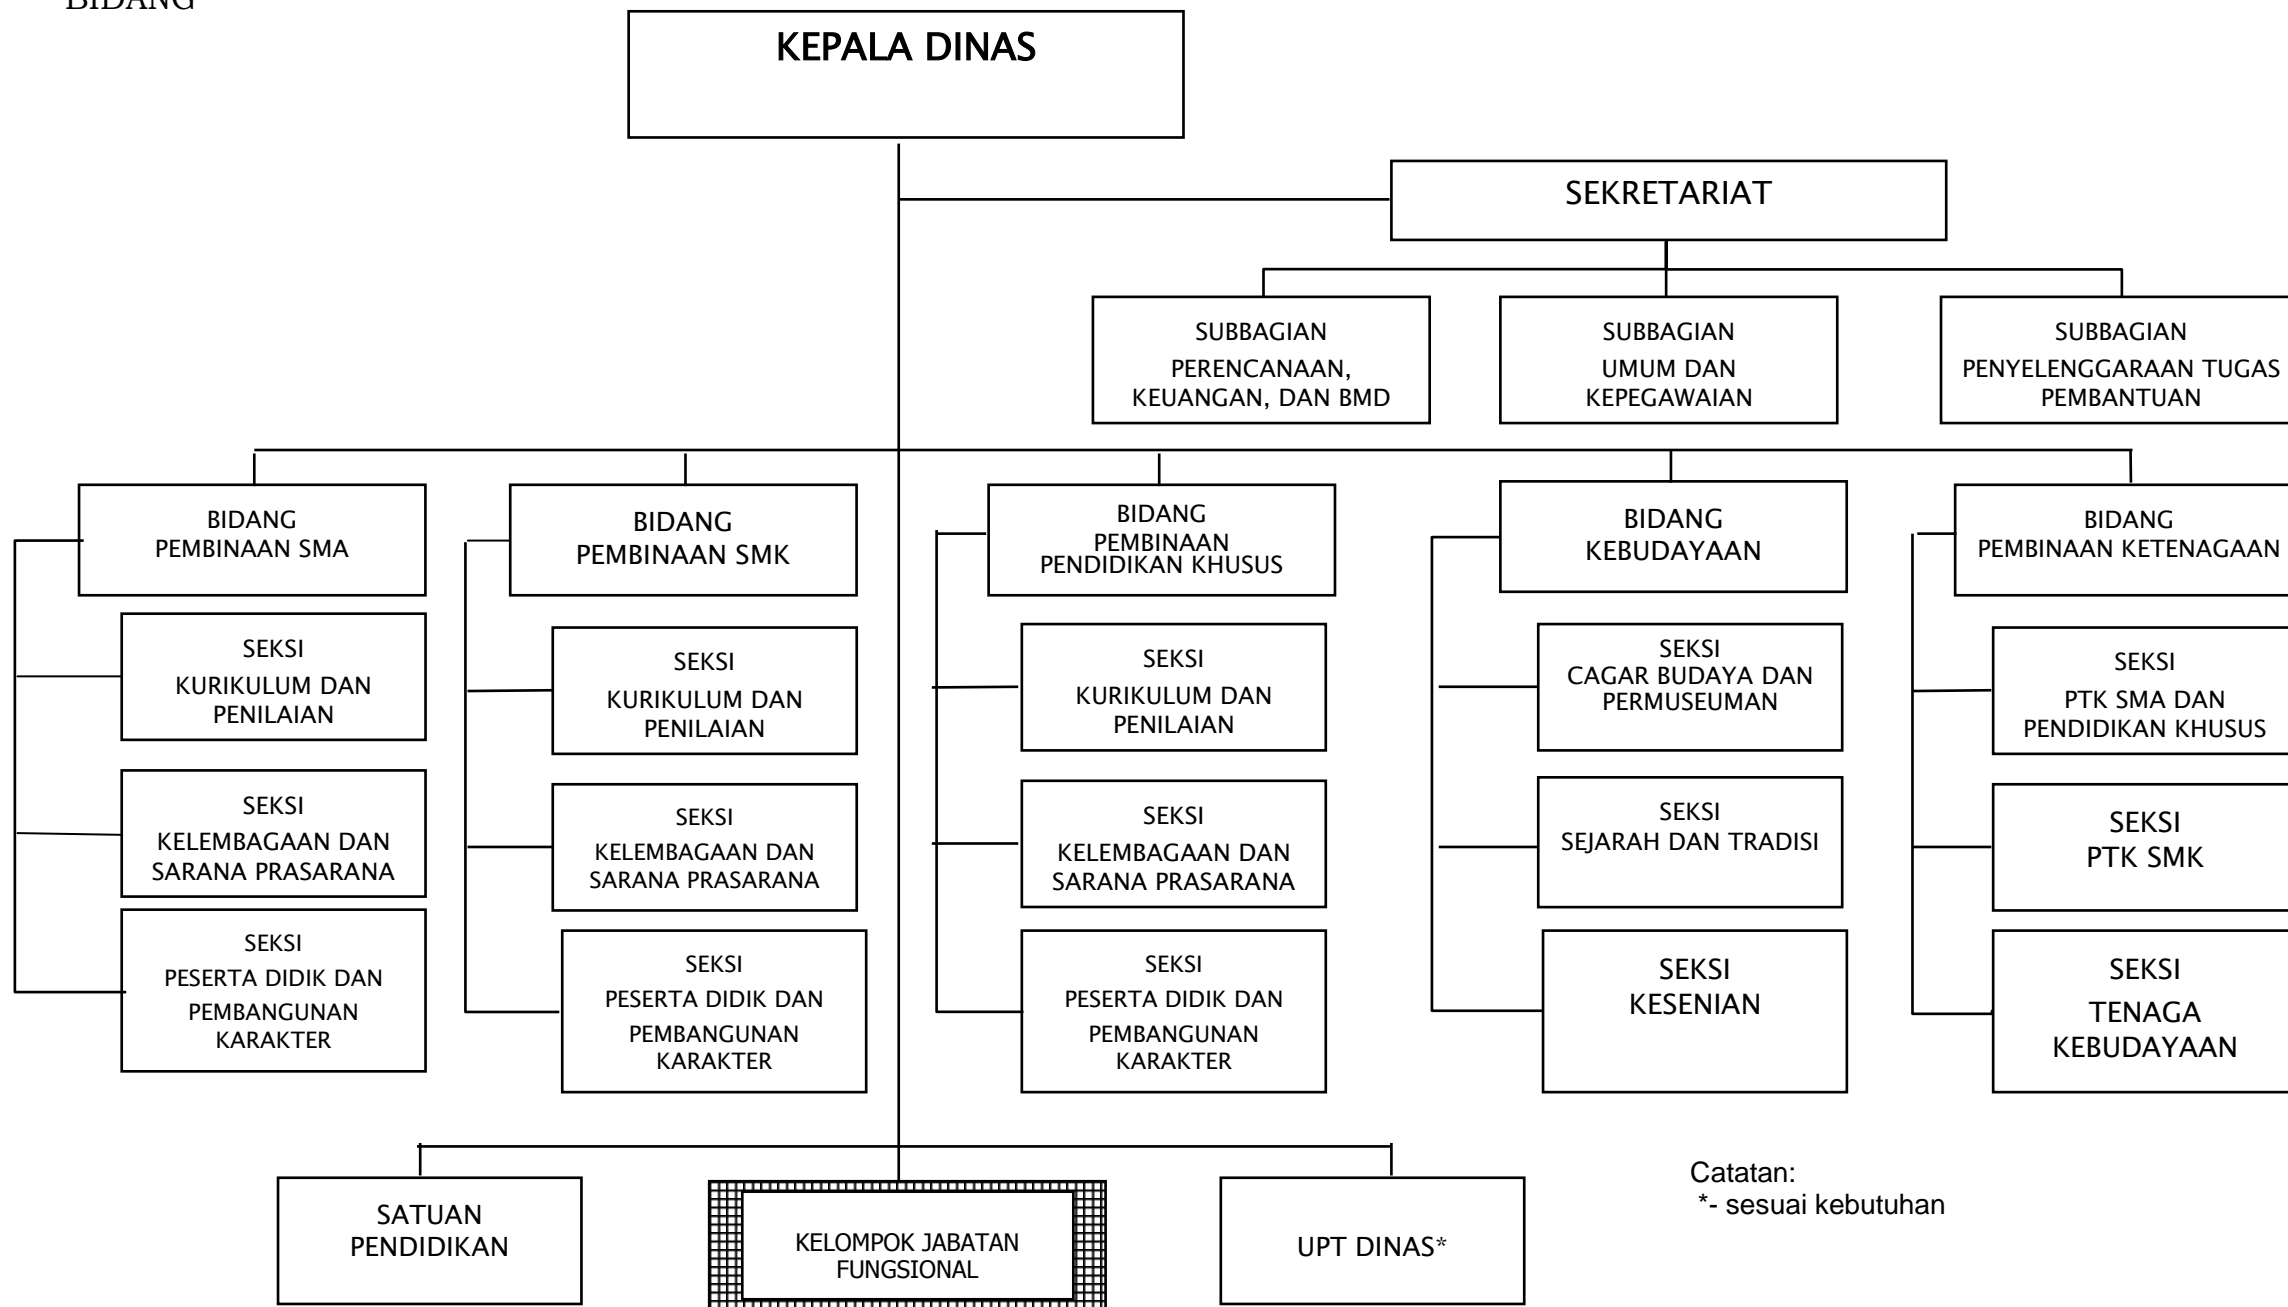 BIDANG
KEPALA DINAS
SEKRETARIAT
SUBBAGIAN
PERENCANAAN,
KEUANGAN, DAN BMD
SUBBAGIAN
UMUM DAN
KEPEGAWAIAN
SUBBAGIAN
PENYELENGGARAAN TUGAS
PEMBANTUAN
BIDANG
PEMBINAAN SMA
BIDANG
PEMBINAAN SMK
BIDANG
PEMBINAAN
PENDIDIKAN KHUSUS
BIDANG
KEBUDAYAAN
BIDANG
PEMBINAAN KETENAGAAN
SEKSI
KURIKULUM DAN
PENILAIAN
SEKSI
KURIKULUM DAN
PENILAIAN
SEKSI
KURIKULUM DAN
PENILAIAN
SEKSI
CAGAR BUDAYA DAN
PERMUSEUMAN
SEKSI
PTK SMA DAN
PENDIDIKAN KHUSUS
SEKSI
KELEMBAGAAN DAN
SARANA PRASARANA
SEKSI
KELEMBAGAAN DAN
SARANA PRASARANA
SEKSI
KELEMBAGAAN DAN
SARANA PRASARANA
SEKSI
SEJARAH DAN TRADISI
SEKSI
PTK SMK
SEKSI
PESERTA DIDIK DAN
PEMBANGUNAN
KARAKTER
SEKSI
PESERTA DIDIK DAN
PEMBANGUNAN
KARAKTER
SEKSI
PESERTA DIDIK DAN
PEMBANGUNAN
KARAKTER
SEKSI
KESENIAN
SEKSI
TENAGA
KEBUDAYAAN
SATUAN
PENDIDIKAN
KELOMPOK JABATAN
FUNGSIONAL
UPT DINAS*
Catatan:
*- sesuai kebutuhan